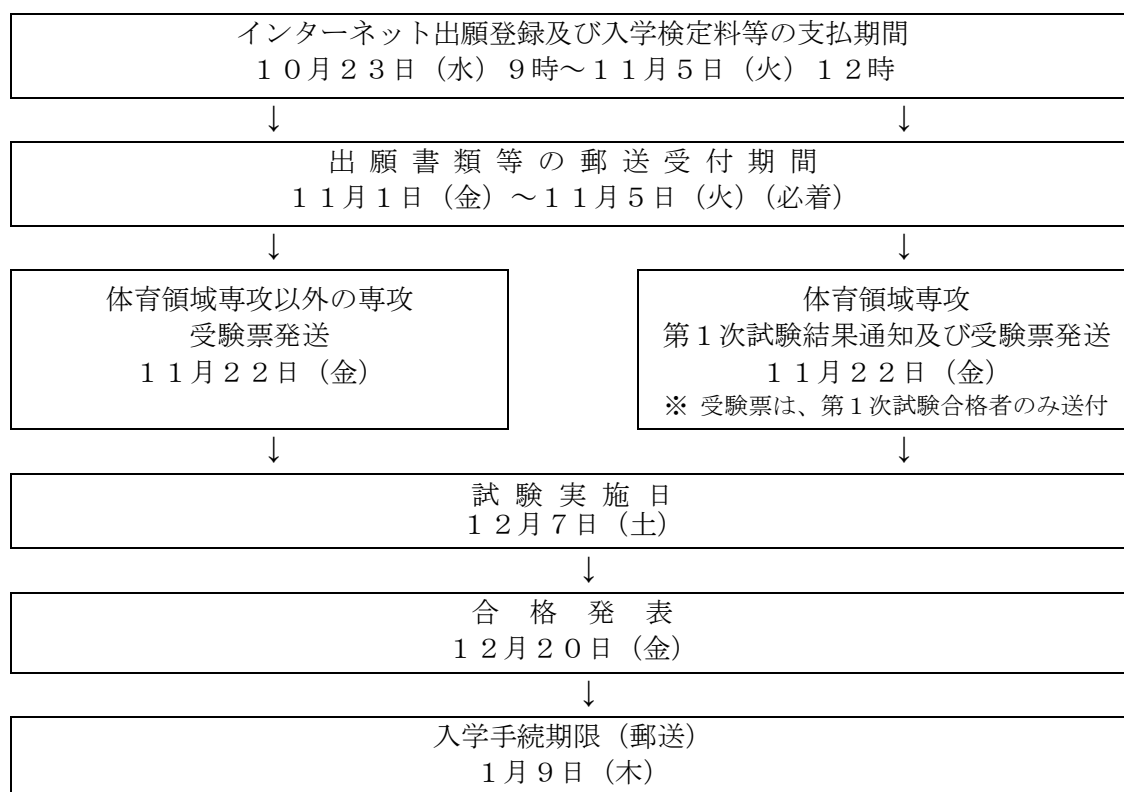 インターネット出願登録及び入学検定料等の支払期間
１０月２３日（水）９時～１１月５日（火）１２時
↓ ↓
出 願 書 類 等 の 郵 送 受 付 期 間
１１月１日（金）～１１月５日（火）（必着）
↓ ↓
体育領域専攻以外の専攻
受験票発送
１１月２２日（金）
体育領域専攻
第１次試験結果通知及び受験票発送
１１月２２日（金）
※ 受験票は、第１次試験合格者のみ送付
↓ ↓
試 験 実 施 日
１２月７日（土）
↓
合 格 発 表
１２月２０日（金）
↓
入学手続期限（郵送）
１月９日（木）